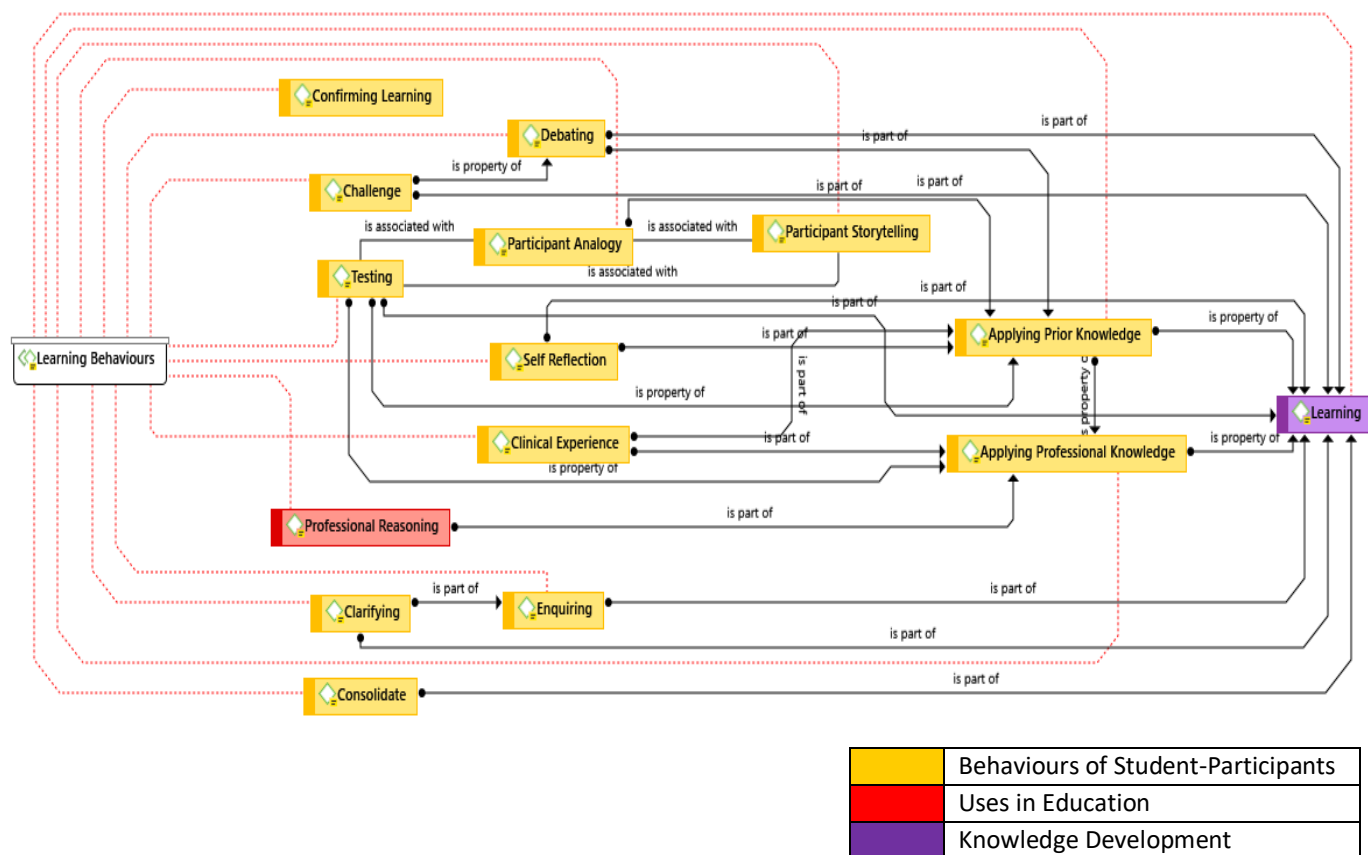 Confirming Learning
is part of
Debating
is part of
is property of
Challenge
is part of
is part of
is associated with
Participant Analogy
is associated with
Participant Storytelling
is associated with
Testing
is part of
is part of
is property of
Learning Behaviours
Self Reflection
is part of
Applying Prior Knowledge
is part of
is property of
s property o
Learning
Clinical Experience
is part of
is property of
is property of
Applying Professional Knowledge
Professional Reasoning
is part of
Clarifying
is part of
Enquiring
is part of
is part of
Consolidate
is part of
Behaviours of Student-Participants
Uses in Education
Knowledge Development